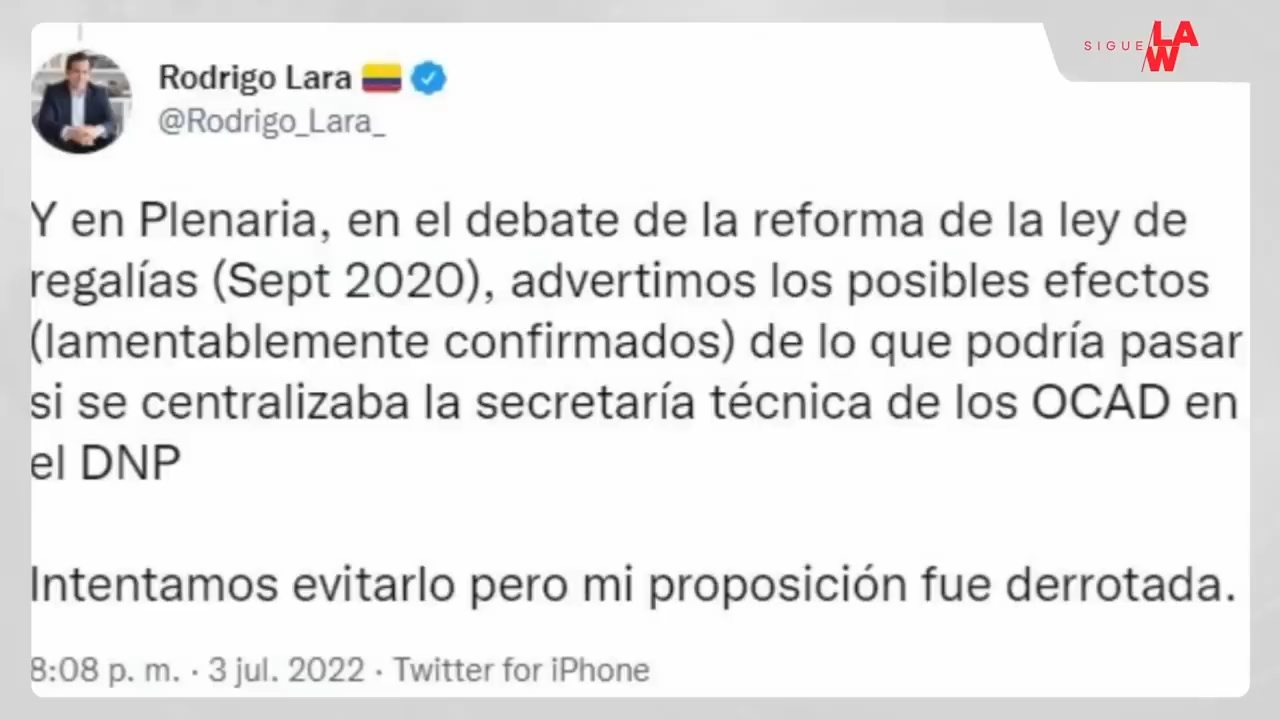 SIGUE LA W
Rodrigo Lara 🇨🇴
@Rodrigo_Lara_
Y en Plenaria, en el debate de la reforma de la ley de
regalías (Sept 2020), advertimos los posibles efectos
(lamentablemente confirmados) de lo que podría pasar
si se centralizaba la secretaría técnica de los OCAD en
el DNP
Intentamos evitarlo pero mi proposición fue derrotada.
8:08 p. m. · 3 jul. 2022 · Twitter for iPhone